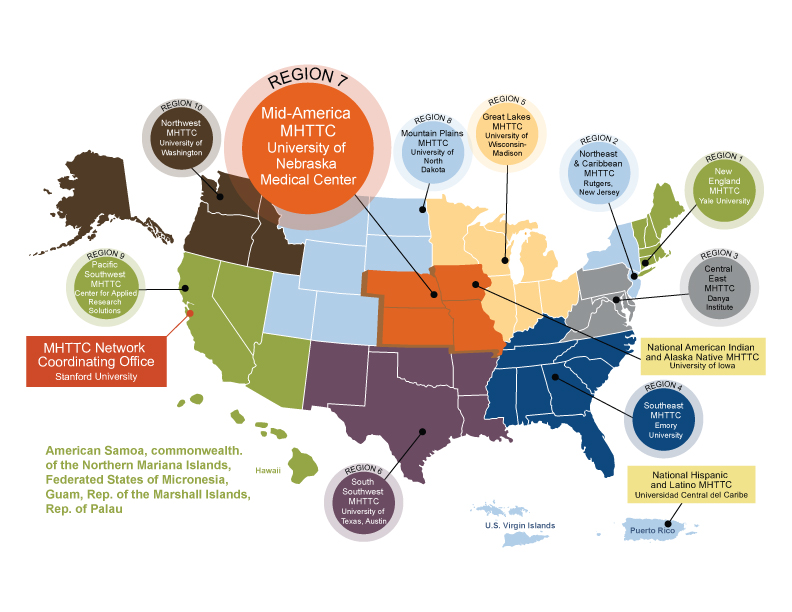 REGION 7
Mid-America
MHTTC
University of
Nebraska
Medical Center
REGION 10
Northwest
MHTTC
University of
Washington
REGION 8
Mountain Plains
MHTTC
University of
North
Dakota
REGION 5
Great Lakes
MHTTC
University of
Wisconsin-
Madison
REGION 2
Northeast
& Caribbean
MHTTC
Rutgers,
New Jersey
REGION 1
New
England
MHTTC
Yale University
REGION 9
Pacific
Southwest
MHTTC
Center for Applied
Research
Solutions
REGION 3
Central
East
MHTTC
Danya
Institute
MHTTC Network
Coordinating Office
Stanford University
National American Indian
and Alaska Native MHTTC
University of Iowa
REGION 4
Southeast
MHTTC
Emory
University
American Samoa, commonwealth.
of the Northern Mariana Islands,
Federated States of Micronesia,
Guam, Rep. of the Marshall Islands,
Rep. of Palau
Hawaii
REGION 6
South
Southwest
MHTTC
University of
Texas, Austin
National Hispanic
and Latino MHTTC
Universidad Central del Caribe
U.S. Virgin Islands
Puerto Rico